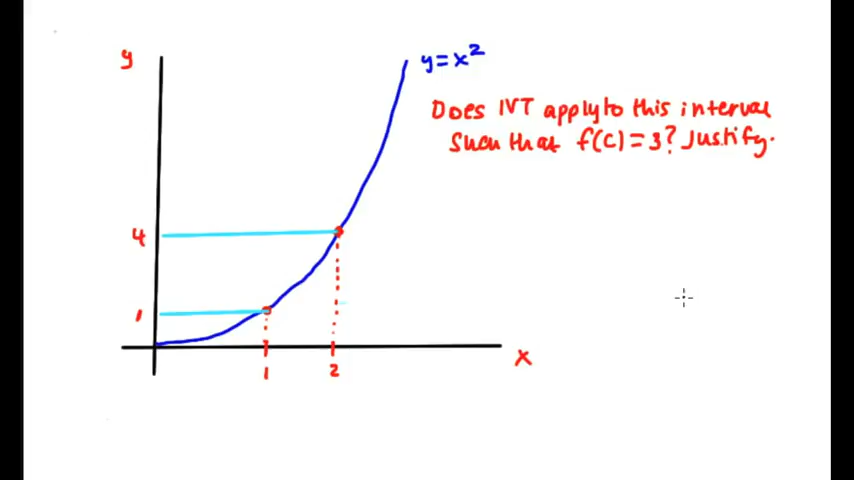 y
y=x²
Does IVT apply to this interval
Such that f(c)=3? Justify.
4
1
1
2
x